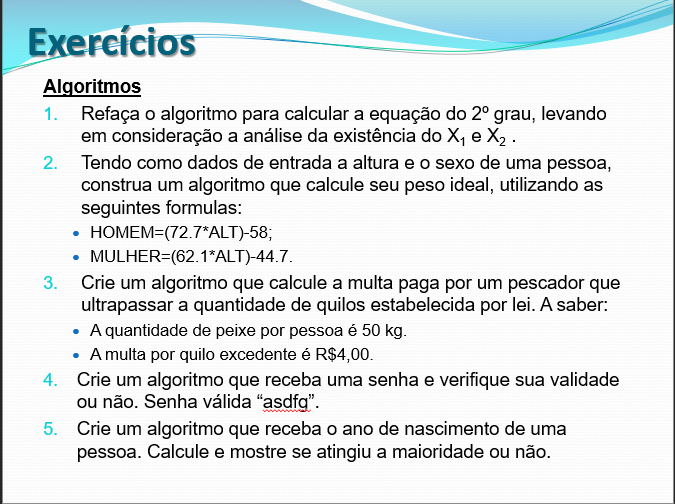 Exercícios
Algoritmos
1. Refaça o algoritmo para calcular a equação do 2º grau, levando
em consideração a análise da existência do X₁ e X₂ .
2. Tendo como dados de entrada a altura e o sexo de uma pessoa,
construa um algoritmo que calcule seu peso ideal, utilizando as
seguintes formulas:
• HOMEM=(72.7*ALT)-58;
• MULHER=(62.1*ALT)-44.7.
3. Crie um algoritmo que calcule a multa paga por um pescador que
ultrapassar a quantidade de quilos estabelecida por lei. A saber:
• A quantidade de peixe por pessoa é 50 kg.
• A multa por quilo excedente é R$4,00.
4. Crie um algoritmo que receba uma senha e verifique sua validade
ou não. Senha válida “asdfg”.
5. Crie um algoritmo que receba o ano de nascimento de uma
pessoa. Calcule e mostre se atingiu a maioridade ou não.